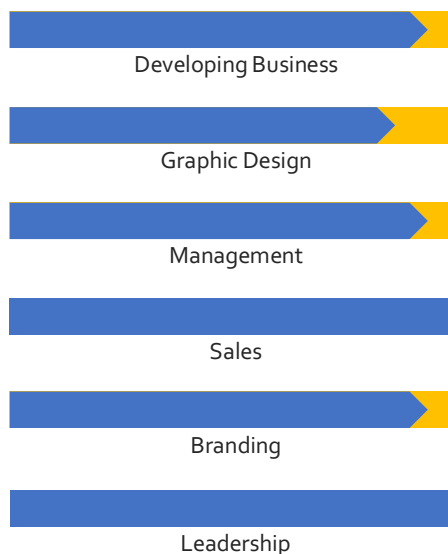 Developing Business
Graphic Design
Management
Sales
Branding
Leadership